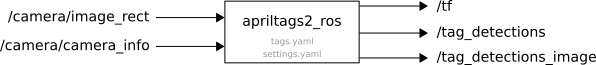 /camera/image_rect
/camera/camera_info
apriltags2_ros
tags.yaml
settings.yaml
/tf
/tag_detections
/tag_detections_image